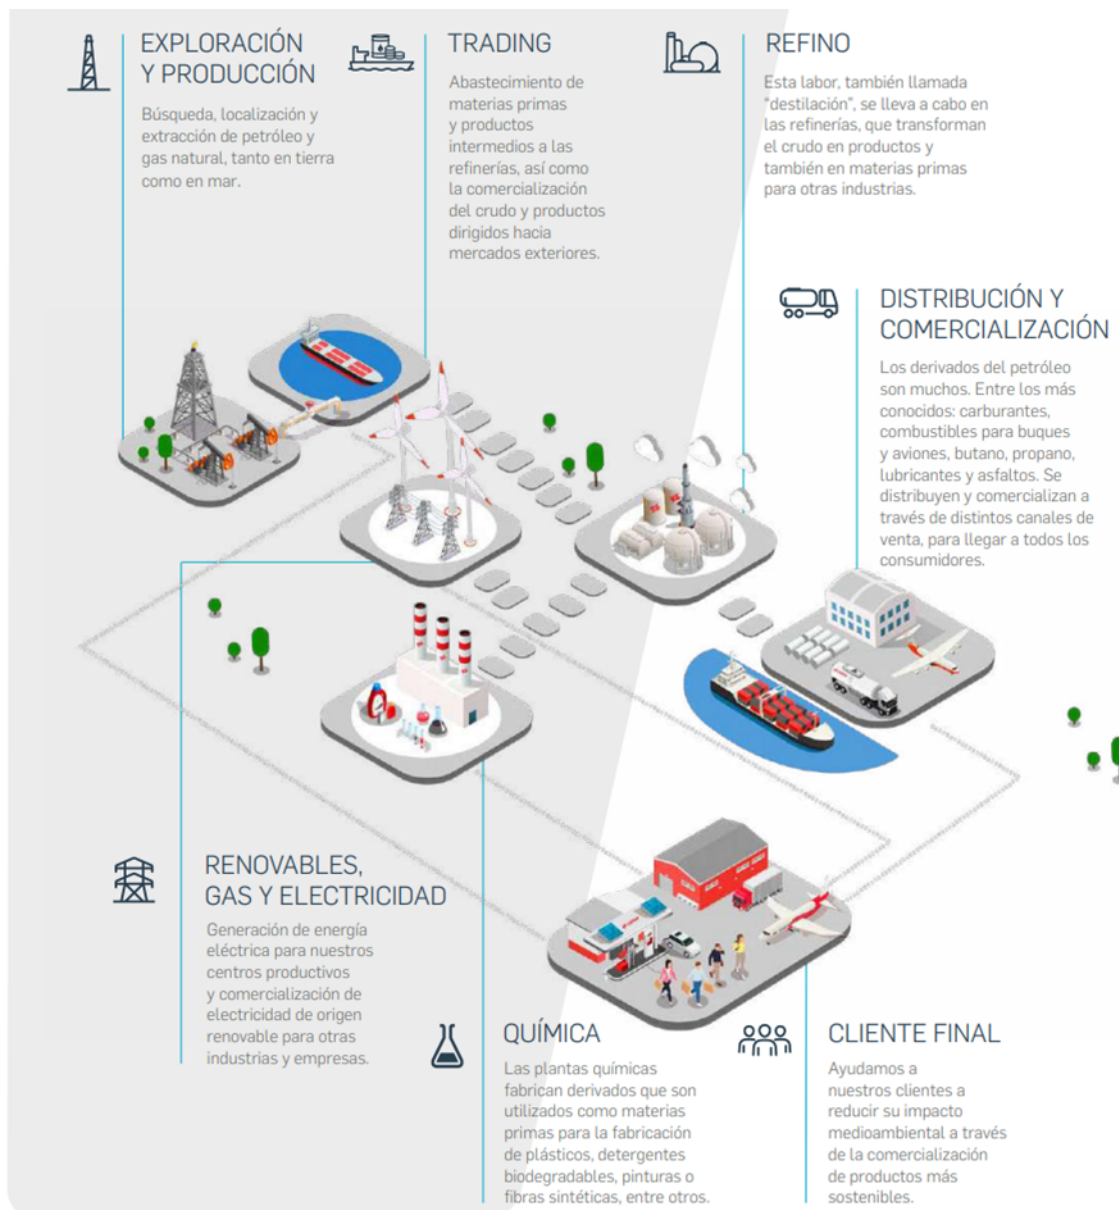 EXPLORACIÓN
Y PRODUCCIÓN
Búsqueda, localización y
extracción de petróleo y
gas natural, tanto en tierra
como en mar.
TRADING
Abastecimiento de
materias primas
y productos
intermedios a las
refinerías, así como
la comercialización
del crudo y productos
dirigidos hacia
mercados exteriores.
REFINO
Esta labor, también llamada
"destilación", se lleva a cabo en
las refinerías, que transforman
el crudo en productos y
también en materias primas
para otras industrias.
DISTRIBUCIÓN Y
COMERCIALIZACIÓN
Los derivados del petróleo
son muchos. Entre los más
conocidos: carburantes,
combustibles para buques
y aviones, butano, propano,
lubricantes y asfaltos. Se
distribuyen y comercializan a
través de distintos canales de
venta, para llegar a todos los
consumidores.
RENOVABLES,
GAS Y ELECTRICIDAD
Generación de energía
eléctrica para nuestros
centros productivos
y comercialización de
electricidad de origen
renovable para otras
industrias y empresas.
QUÍMICA
Las plantas químicas
fabrican derivados que son
utilizados como materias
primas para la fabricación
de plásticos, detergentes
biodegradables, pinturas o
fibras sintéticas, entre otros.
CLIENTE FINAL
Ayudamos a
nuestros clientes a
reducir su impacto
medioambiental a través
de la comercialización
de productos más
sostenibles.